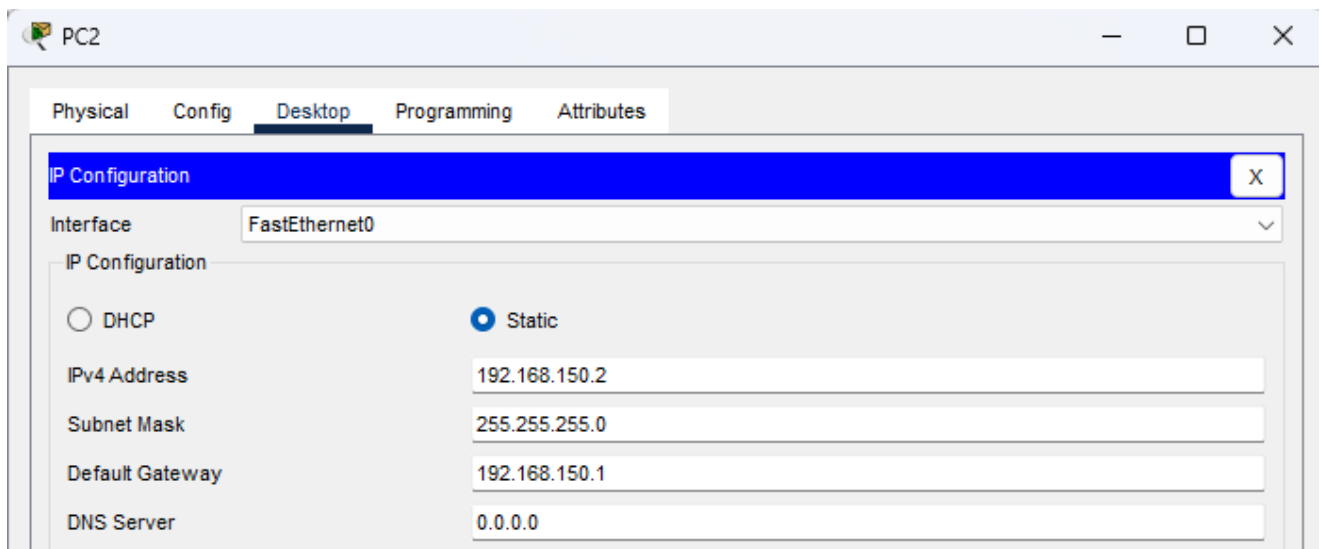 PC2
Physical Config Desktop Programming Attributes
IP Configuration X
Interface FastEthernet0
IP Configuration
DHCP Static
IPv4 Address 192.168.150.2
Subnet Mask 255.255.255.0
Default Gateway 192.168.150.1
DNS Server 0.0.0.0